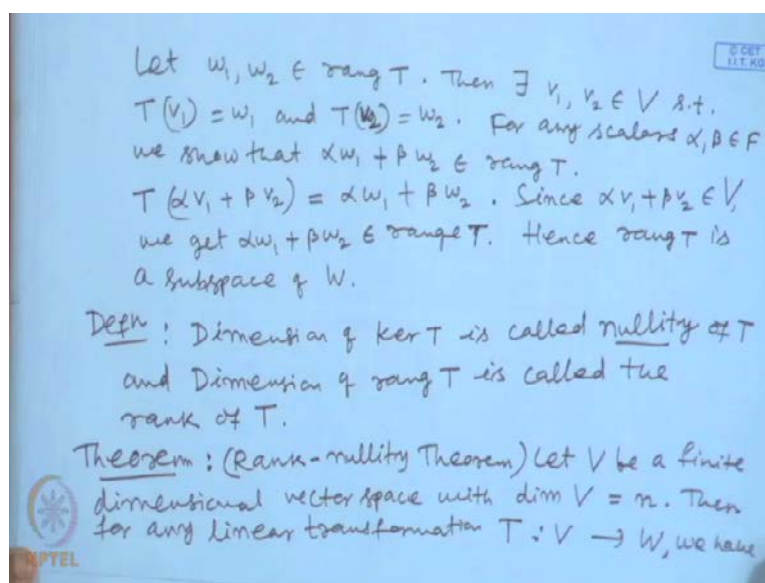 Let w₁, w₂ ∈ rang T. Then ∃ v₁, v₂ ∈ V s.t.
T(v₁) = w₁ and T(v₂) = w₂. For any scalars α, β ∈ F
we show that αw₁ + βw₂ ∈ rang T.
T(αv₁ + βv₂) = αw₁ + βw₂. Since αv₁ + βv₂ ∈ V,
we get αw₁ + βw₂ ∈ range T. Hence rang T is
a subspace of W.
Defn : Dimension of ker T is called nullity of T
and Dimension of rang T is called the
rank of T.
Theorem : (Rank-nullity Theorem) Let V be a finite
dimensional vector space with dim V = n. Then
for any linear transformation T : V → W, we have
© CET
I.I.T. KG
NPTEL